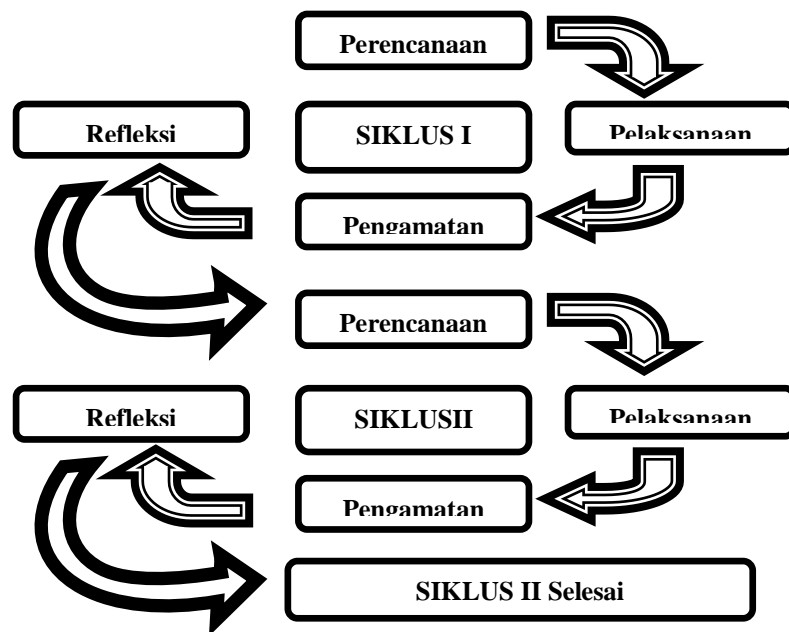 Perencanaan
Refleksi
SIKLUS I
Pelaksanaan
Pengamatan
Perencanaan
Refleksi
SIKLUSII
Pelaksanaan
Pengamatan
SIKLUS II Selesai